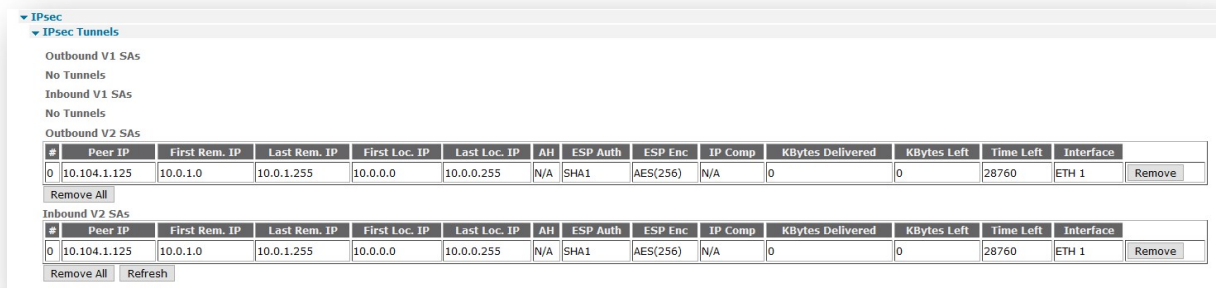 IPsec
IPsec Tunnels
Outbound V1 SAs
No Tunnels
Inbound V1 SAs
No Tunnels
Outbound V2 SAs
# Peer IP First Rem. IP Last Rem. IP First Loc. IP Last Loc. IP AH ESP Auth ESP Enc IP Comp KBytes Delivered KBytes Left Time Left Interface
0 10.104.1.125 10.0.1.0 10.0.1.255 10.0.0.0 10.0.0.255 N/A SHA1 AES(256) N/A 0 0 28760 ETH 1 Remove
Remove All
Inbound V2 SAs
# Peer IP First Rem. IP Last Rem. IP First Loc. IP Last Loc. IP AH ESP Auth ESP Enc IP Comp KBytes Delivered KBytes Left Time Left Interface
0 10.104.1.125 10.0.1.0 10.0.1.255 10.0.0.0 10.0.0.255 N/A SHA1 AES(256) N/A 0 0 28760 ETH 1 Remove
Remove All Refresh